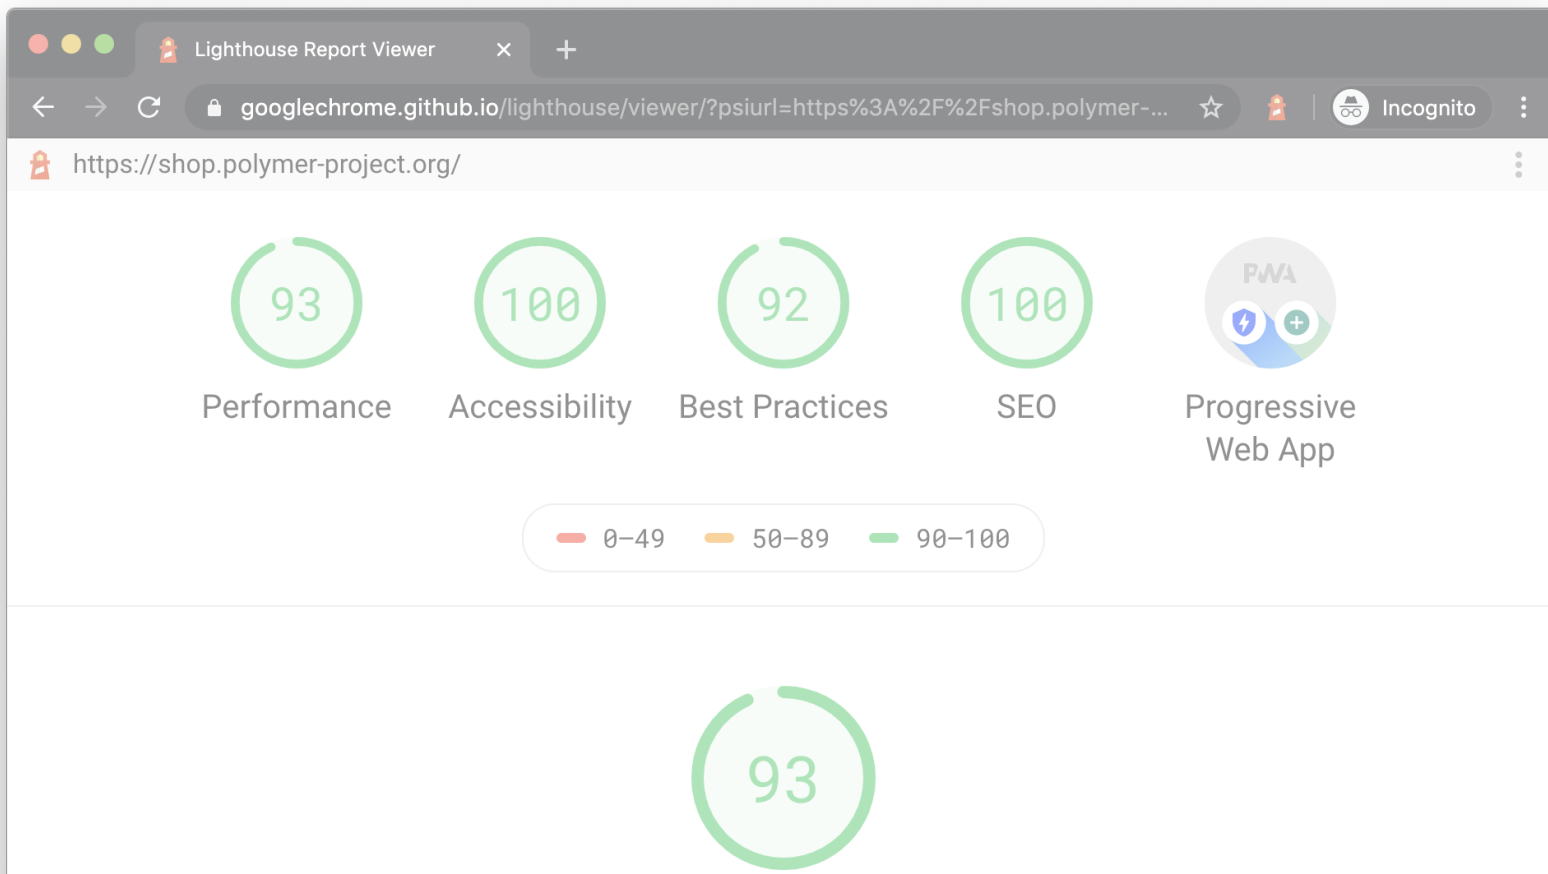 Lighthouse Report Viewer
googlechrome.github.io/lighthouse/viewer/?psiurl=https%3A%2F%2Fshop.polymer-...
Incognito
https://shop.polymer-project.org/
93
100
92
100
PWA
Performance
Accessibility
Best Practices
SEO
Progressive
Web App
0–49
50–89
90–100
93